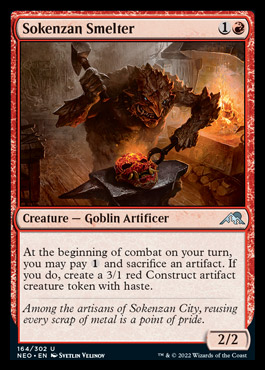 Sokenzan Smelter 1
Creature — Goblin Artificer
At the beginning of combat on your turn,
you may pay 1 and sacrifice an artifact. If
you do, create a 3/1 red Construct artifact
creature token with haste.
Among the artisans of Sokenzan City, reusing
every scrap of metal is a point of pride.
2/2
164/302 U
NEO • EN Svetlin Velinov
™ & © 2022 Wizards of the Coast